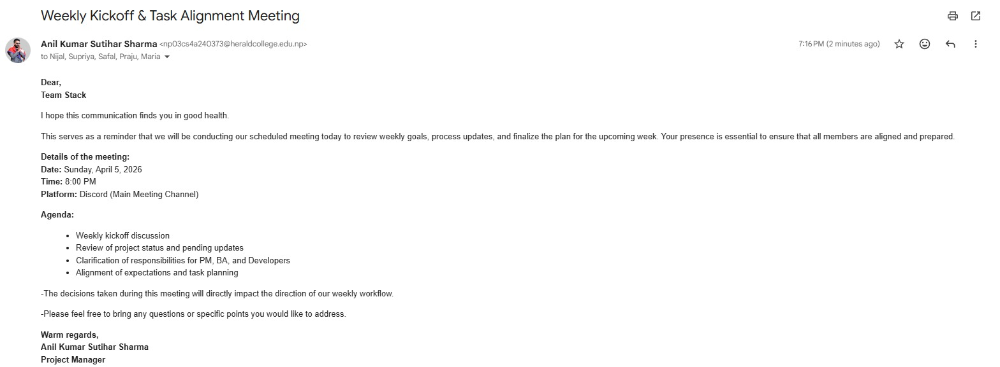 Weekly Kickoff & Task Alignment Meeting
Anil Kumar Sutihar Sharma <np03cs4a240373@heraldcollege.edu.np>
7:16 PM (2 minutes ago)
to Nijal, Supriya, Safal, Praju, Maria
Dear,
Team Stack
I hope this communication finds you in good health.
This serves as a reminder that we will be conducting our scheduled meeting today to review weekly goals, process updates, and finalize the plan for the upcoming week. Your presence is essential to ensure that all members are aligned and prepared.
Details of the meeting:
Date: Sunday, April 5, 2026
Time: 8:00 PM
Platform: Discord (Main Meeting Channel)
Agenda:
• Weekly kickoff discussion
• Review of project status and pending updates
• Clarification of responsibilities for PM, BA, and Developers
• Alignment of expectations and task planning
-The decisions taken during this meeting will directly impact the direction of our weekly workflow.
-Please feel free to bring any questions or specific points you would like to address.
Warm regards,
Anil Kumar Sutihar Sharma
Project Manager